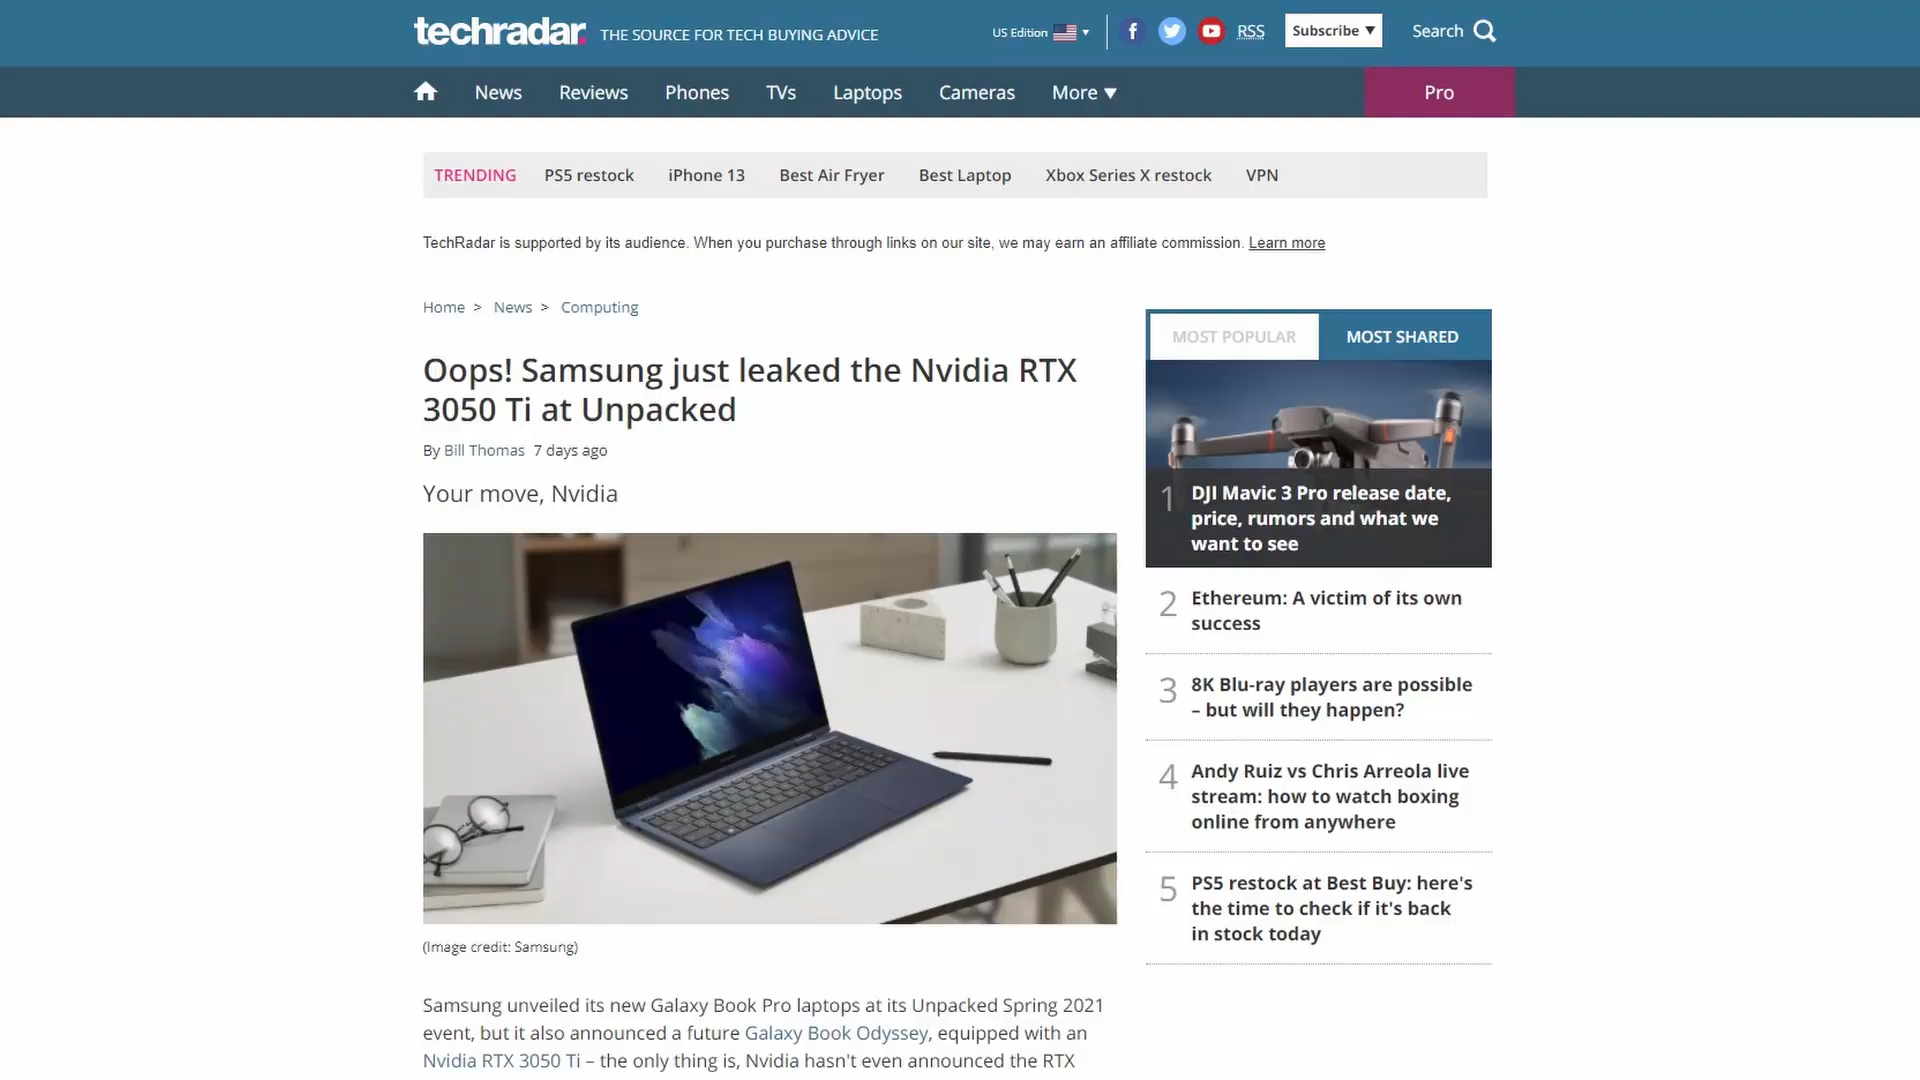 techradar. THE SOURCE FOR TECH BUYING ADVICE US Edition ▼ f RSS Subscribe ▼ Search
News Reviews Phones TVs Laptops Cameras More ▼ Pro
TRENDING PS5 restock iPhone 13 Best Air Fryer Best Laptop Xbox Series X restock VPN
TechRadar is supported by its audience. When you purchase through links on our site, we may earn an affiliate commission. Learn more
Home > News > Computing
Oops! Samsung just leaked the Nvidia RTX
3050 Ti at Unpacked
By Bill Thomas 7 days ago
Your move, Nvidia
(Image credit: Samsung)
Samsung unveiled its new Galaxy Book Pro laptops at its Unpacked Spring 2021
event, but it also announced a future Galaxy Book Odyssey, equipped with an
Nvidia RTX 3050 Ti – the only thing is, Nvidia hasn't even announced the RTX
MOST POPULAR MOST SHARED
1 DJI Mavic 3 Pro release date,
price, rumors and what we
want to see
2 Ethereum: A victim of its own
success
3 8K Blu-ray players are possible
– but will they happen?
4 Andy Ruiz vs Chris Arreola live
stream: how to watch boxing
online from anywhere
5 PS5 restock at Best Buy: here's
the time to check if it's back
in stock today